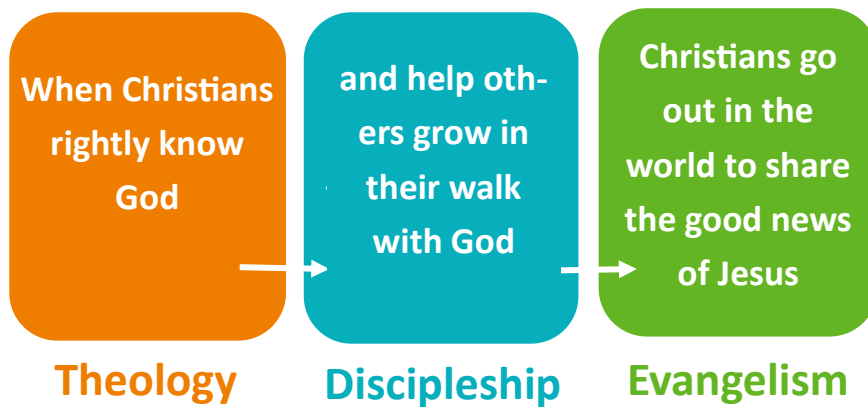 When Christians
rightly know
God
and help oth-
ers grow in
their walk
with God
Christians go
out in the
world to share
the good news
of Jesus
Theology
Discipleship
Evangelism